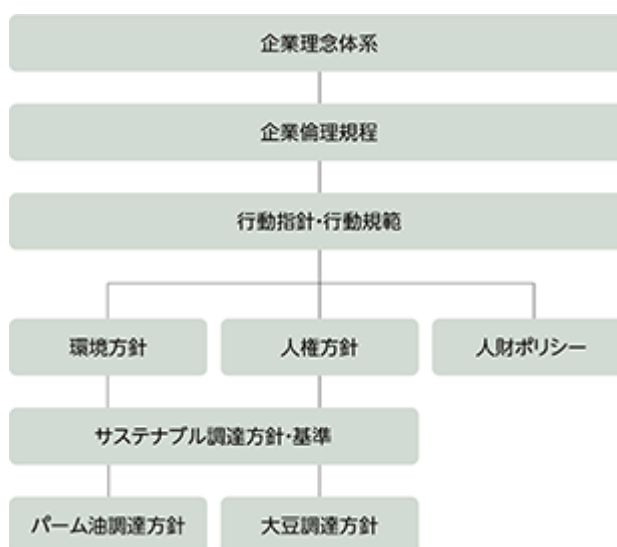 企業理念体系
企業倫理規程
行動指針・行動規範
環境方針
人権方針
人財ポリシー
サステナブル調達方針・基準
パーム油調達方針
大豆調達方針